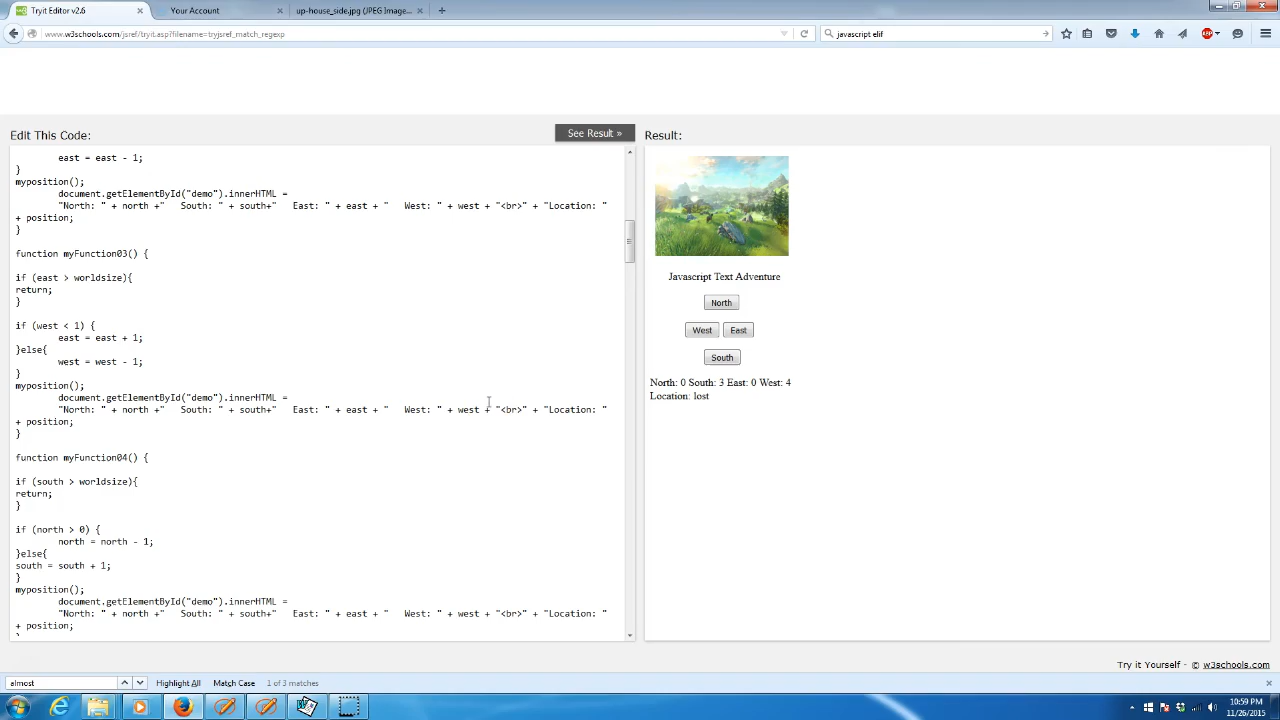 Tryit Editor v2.6
Your Account
up-house_side.jpg (JPEG Image...
www.w3schools.com/jsref/tryit.asp?filename=tryjsref_match_regexp
javascript elif
ABP
Edit This Code:
See Result »
Result:
east = east - 1;
}
myposition();
document.getElementById("demo").innerHTML =
"North: " + north +"   South: " + south+"   East: " + east + "   West: " + west + "<br>" + "Location: "
+ position;
}
function myFunction03() {
if (east > worldsize){
return;
}
if (west < 1) {
east = east + 1;
}else{
west = west - 1;
}
myposition();
document.getElementById("demo").innerHTML =
"North: " + north +"   South: " + south+"   East: " + east + "   West: " + west + "<br>" + "Location: "
+ position;
}
function myFunction04() {
if (south > worldsize){
return;
}
if (north > 0) {
north = north - 1;
}else{
south = south + 1;
}
myposition();
document.getElementById("demo").innerHTML =
"North: " + north +"   South: " + south+"   East: " + east + "   West: " + west + "<br>" + "Location: "
+ position;
Javascript Text Adventure
North
West East
South
North: 0 South: 3 East: 0 West: 4
Location: lost
Try it Yourself - © w3schools.com
almost
Highlight All
Match Case
1 of 3 matches
10:59 PM
11/26/2015